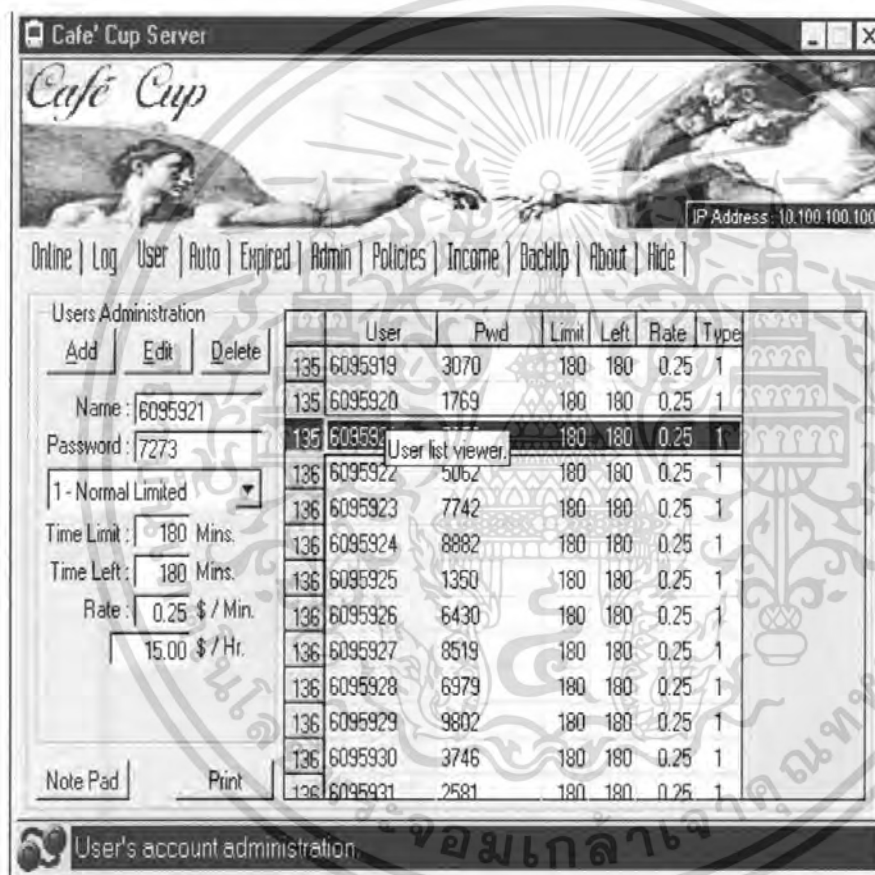 Cafe' Cup Server
Café Cup
IP Address : 10.100.100.100
Online | Log User | Auto | Expired | Admin | Policies | Income | BackUp | About | Hide |
Users Administration
Add Edit Delete
Name : 6095921
Password : 7273
1 - Normal Limited
Time Limit : 180 Mins.
Time Left : 180 Mins.
Rate : 0.25 $ / Min.
15.00 $ / Hr.
Note Pad Print
User Pwd Limit Left Rate Type
135 6095919 3070 180 180 0.25 1
135 6095920 1769 180 180 0.25 1
135 180 180 0.25 1
User list viewer.
136 6095922 5062 180 180 0.25 1
136 6095923 7742 180 180 0.25 1
136 6095924 8882 180 180 0.25 1
136 6095925 1350 180 180 0.25 1
136 6095926 6430 180 180 0.25 1
136 6095927 8519 180 180 0.25 1
136 6095928 6979 180 180 0.25 1
136 6095929 9802 180 180 0.25 1
136 6095930 3746 180 180 0.25 1
136 6095931 2581 180 180 0.25 1
User's account administration.